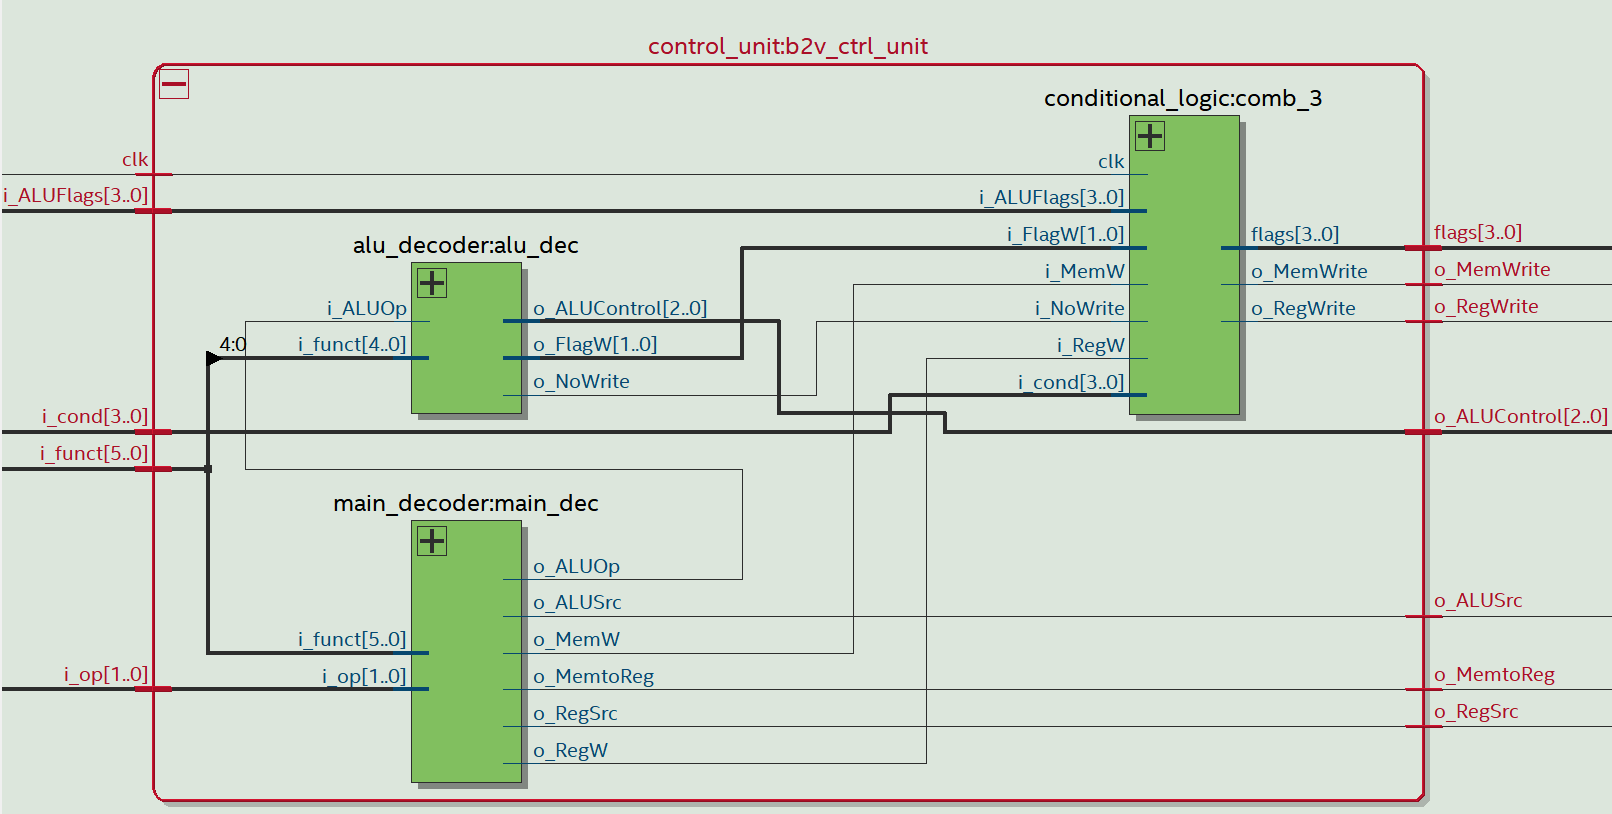 control_unit:b2v_ctrl_unit
conditional_logic:comb_3
clk
clk
i_ALUFlags[3..0]
i_ALUFlags[3..0]
i_FlagW[1..0]
flags[3..0]
flags[3..0]
alu_decoder:alu_dec
i_MemW
o_MemWrite
o_MemWrite
i_ALUOp
o_ALUControl[2..0]
i_NoWrite
o_RegWrite
o_RegWrite
4:0
i_funct[4..0]
o_FlagW[1..0]
i_RegW
o_NoWrite
i_cond[3..0]
i_cond[3..0]
o_ALUControl[2..0]
i_funct[5..0]
main_decoder:main_dec
o_ALUOp
o_ALUSrc
o_ALUSrc
i_funct[5..0]
o_MemW
i_op[1..0]
i_op[1..0]
o_MemtoReg
o_MemtoReg
o_RegSrc
o_RegSrc
o_RegW